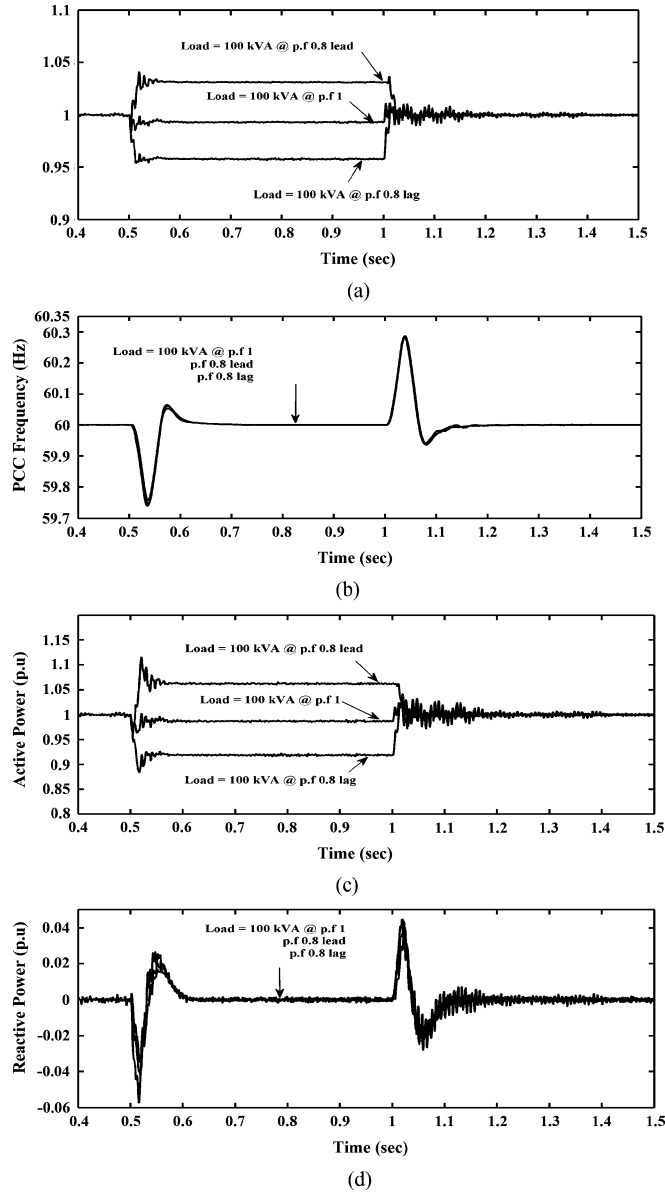 1.1
1.05
1
0.95
0.9
Load = 100 kVA @ p.f 0.8 lead
Load = 100 kVA @ p.f 1
Load = 100 kVA @ p.f 0.8 lag
0.4 0.5 0.6 0.7 0.8 0.9 1 1.1 1.2 1.3 1.4 1.5
Time (sec)
(a)
PCC Frequency (Hz)
60.35
60.3
60.2
60.1
60
59.9
59.8
59.7
Load = 100 kVA @ p.f 1
p.f 0.8 lead
p.f 0.8 lag
0.4 0.5 0.6 0.7 0.8 0.9 1 1.1 1.2 1.3 1.4 1.5
Time (sec)
(b)
Active Power (p.u)
1.15
1.1
1.05
1
0.95
0.9
0.85
0.8
Load = 100 kVA @ p.f 0.8 lead
Load = 100 kVA @ p.f 1
Load = 100 kVA @ p.f 0.8 lag
0.4 0.5 0.6 0.7 0.8 0.9 1 1.1 1.2 1.3 1.4 1.5
Time (sec)
(c)
Reactive Power (p.u)
0.04
0.02
0
-0.02
-0.04
-0.06
Load = 100 kVA @ p.f 1
p.f 0.8 lead
p.f 0.8 lag
0.4 0.5 0.6 0.7 0.8 0.9 1 1.1 1.2 1.3 1.4 1.5
Time (sec)
(d)